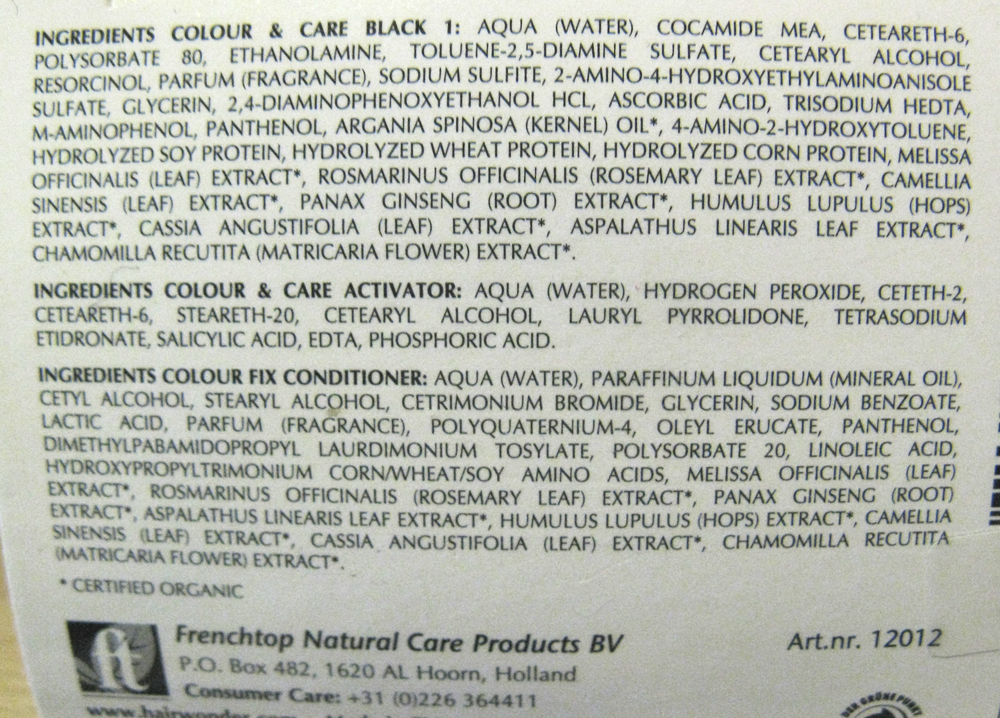 INGREDIENTS COLOUR & CARE BLACK 1: AQUA (WATER), COCAMIDE MEA, CETEARETH-6,
POLYSORBATE 80, ETHANOLAMINE, TOLUENE-2,5-DIAMINE SULFATE, CETEARYL ALCOHOL,
RESORCINOL, PARFUM (FRAGRANCE), SODIUM SULFITE, 2-AMINO-4-HYDROXYETHYLAMINOANISOLE
SULFATE, GLYCERIN, 2,4-DIAMINOPHENOXYETHANOL HCL, ASCORBIC ACID, TRISODIUM HEDTA,
M-AMINOPHENOL, PANTHENOL, ARGANIA SPINOSA (KERNEL) OIL*, 4-AMINO-2-HYDROXYTOLUENE,
HYDROLYZED SOY PROTEIN, HYDROLYZED WHEAT PROTEIN, HYDROLYZED CORN PROTEIN, MELISSA
OFFICINALIS (LEAF) EXTRACT*, ROSMARINUS OFFICINALIS (ROSEMARY LEAF) EXTRACT*, CAMELLIA
SINENSIS (LEAF) EXTRACT*, PANAX GINSENG (ROOT) EXTRACT*, HUMULUS LUPULUS (HOPS)
EXTRACT*, CASSIA ANGUSTIFOLIA (LEAF) EXTRACT*, ASPALATHUS LINEARIS LEAF EXTRACT*,
CHAMOMILLA RECUTITA (MATRICARIA FLOWER) EXTRACT*.
INGREDIENTS COLOUR & CARE ACTIVATOR: AQUA (WATER), HYDROGEN PEROXIDE, CETETH-2,
CETEARETH-6, STEARETH-20, CETEARYL ALCOHOL, LAURYL PYRROLIDONE, TETRASODIUM
ETIDRONATE, SALICYLIC ACID, EDTA, PHOSPHORIC ACID.
INGREDIENTS COLOUR FIX CONDITIONER: AQUA (WATER), PARAFFINUM LIQUIDUM (MINERAL OIL),
CETYL ALCOHOL, STEARYL ALCOHOL, CETRIMONIUM BROMIDE, GLYCERIN, SODIUM BENZOATE,
LACTIC ACID, PARFUM (FRAGRANCE), POLYQUATERNIUM-4, OLEYL ERUCATE, PANTHENOL,
DIMETHYLPABAMIDOPROPYL LAURDIMONIUM TOSYLATE, POLYSORBATE 20, LINOLEIC ACID,
HYDROXYPROPYLTRIMONIUM CORN/WHEAT/SOY AMINO ACIDS, MELISSA OFFICINALIS (LEAF)
EXTRACT*, ROSMARINUS OFFICINALIS (ROSEMARY LEAF) EXTRACT*, PANAX GINSENG (ROOT)
EXTRACT*, ASPALATHUS LINEARIS LEAF EXTRACT*, HUMULUS LUPULUS (HOPS) EXTRACT*, CAMELLIA
SINENSIS (LEAF) EXTRACT*, CASSIA ANGUSTIFOLIA (LEAF) EXTRACT*, CHAMOMILLA RECUTITA
(MATRICARIA FLOWER) EXTRACT*.
* CERTIFIED ORGANIC
ft
Frenchtop Natural Care Products BV
Art.nr. 12012
P.O. Box 482, 1620 AL Hoorn, Holland
Consumer Care: +31 (0)226 364411
www.hairwonder.com
DER GRÜNE PUNKT